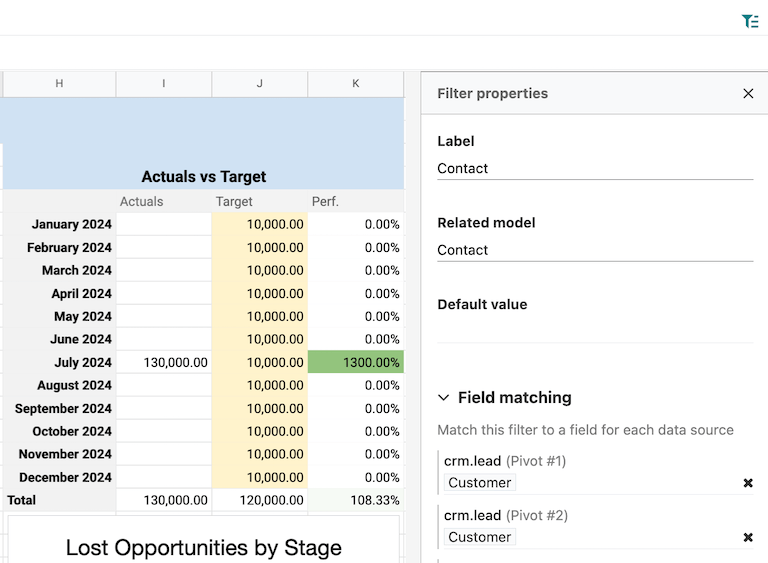 H I J K
Actuals vs Target
Actuals Target Perf.
January 2024 10,000.00 0.00%
February 2024 10,000.00 0.00%
March 2024 10,000.00 0.00%
April 2024 10,000.00 0.00%
May 2024 10,000.00 0.00%
June 2024 10,000.00 0.00%
July 2024 130,000.00 10,000.00 1300.00%
August 2024 10,000.00 0.00%
September 2024 10,000.00 0.00%
October 2024 10,000.00 0.00%
November 2024 10,000.00 0.00%
December 2024 10,000.00 0.00%
Total 130,000.00 120,000.00 108.33%
Lost Opportunities by Stage
Filter properties
Label
Contact
Related model
Contact
Default value
Field matching
Match this filter to a field for each data source
crm.lead (Pivot #1)
Customer
crm.lead (Pivot #2)
Customer